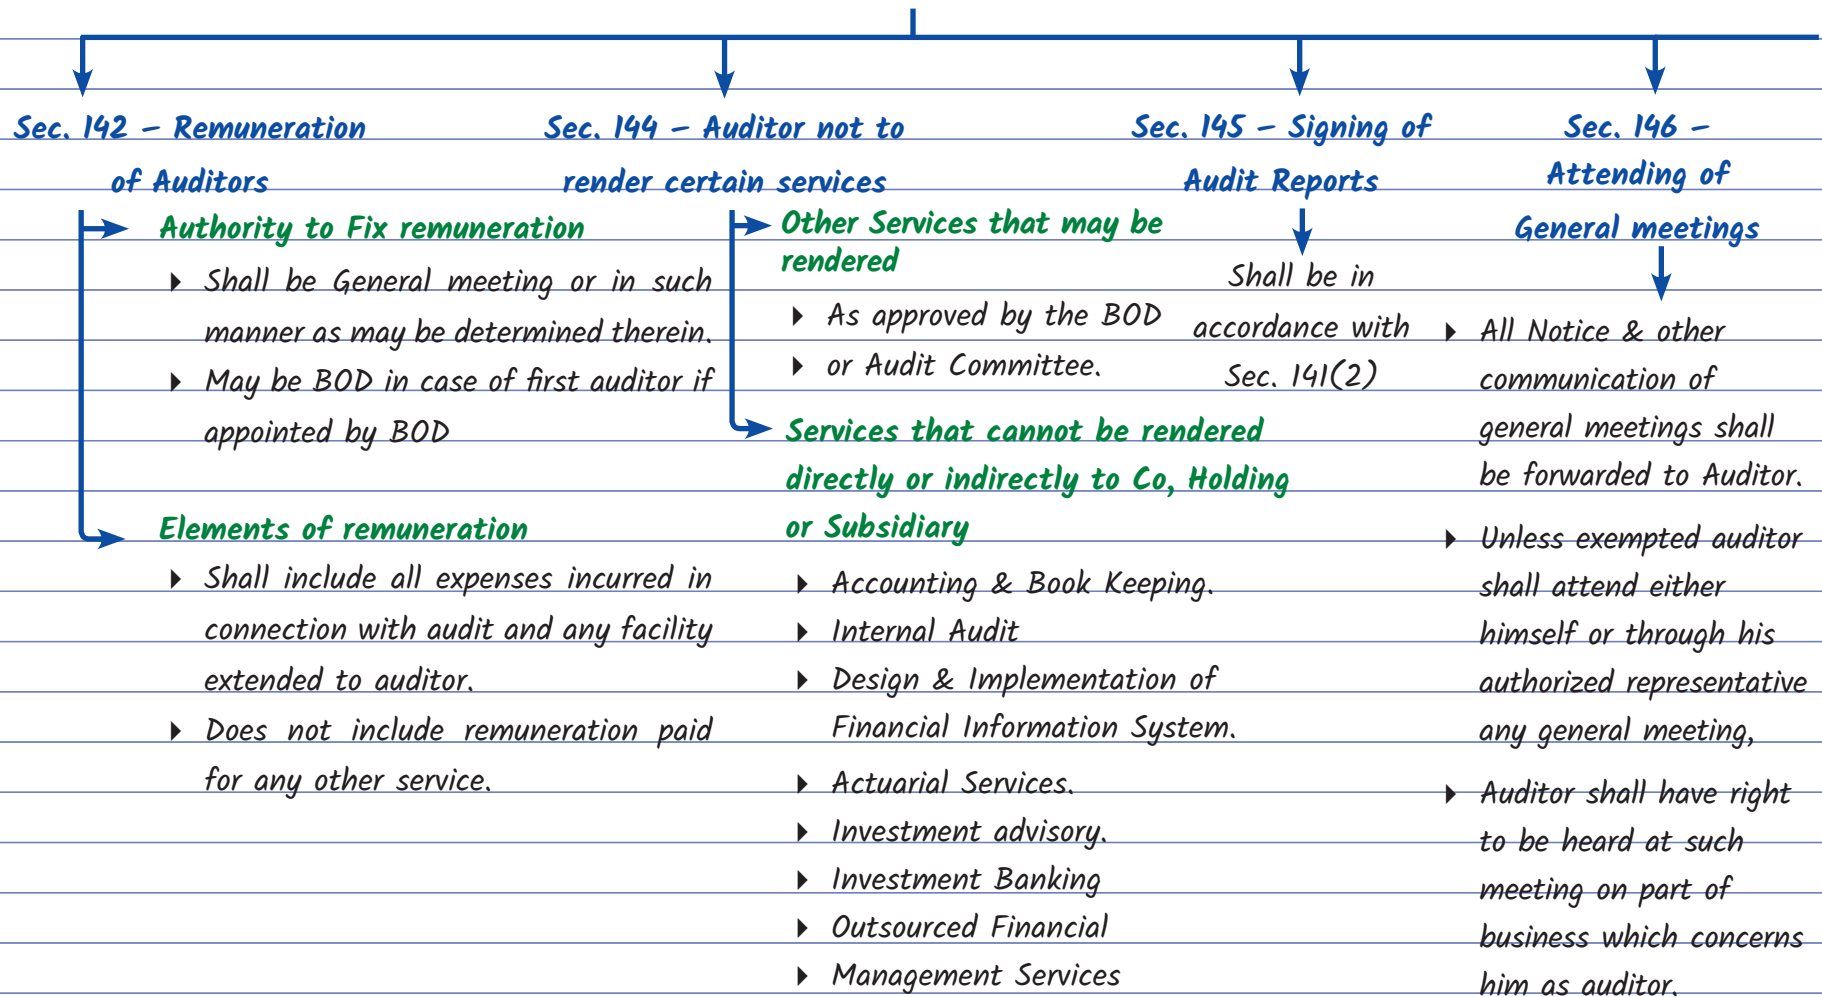 Sec. 142 – Remuneration
of Auditors
Authority to Fix remuneration
Shall be General meeting or in such
manner as may be determined therein.
May be BOD in case of first auditor if
appointed by BOD
Elements of remuneration
Shall include all expenses incurred in
connection with audit and any facility
extended to auditor.
Does not include remuneration paid
for any other service.
Sec. 144 – Auditor not to
render certain services
Other Services that may be
rendered
As approved by the BOD
or Audit Committee.
Services that cannot be rendered
directly or indirectly to Co, Holding
or Subsidiary
Accounting & Book Keeping.
Internal Audit
Design & Implementation of
Financial Information System.
Actuarial Services.
Investment advisory.
Investment Banking
Outsourced Financial
Management Services
Sec. 145 – Signing of
Audit Reports
Shall be in
accordance with
Sec. 141(2)
Sec. 146 –
Attending of
General meetings
All Notice & other
communication of
general meetings shall
be forwarded to Auditor.
Unless exempted auditor
shall attend either
himself or through his
authorized representative
any general meeting,
Auditor shall have right
to be heard at such
meeting on part of
business which concerns
him as auditor.